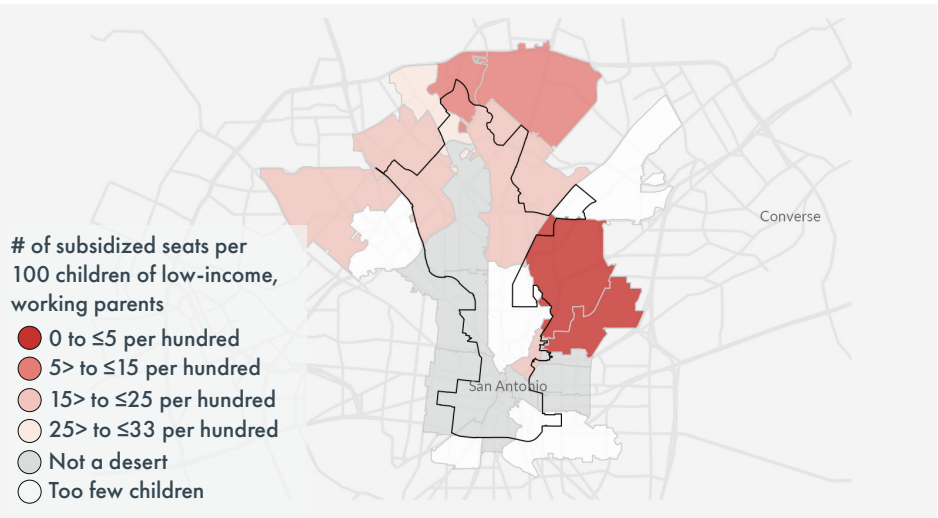 Converse
# of subsidized seats per
100 children of low-income,
working parents
0 to ≤5 per hundred
5> to ≤15 per hundred
15> to ≤25 per hundred
25> to ≤33 per hundred
Not a desert
Too few children
San Antonio